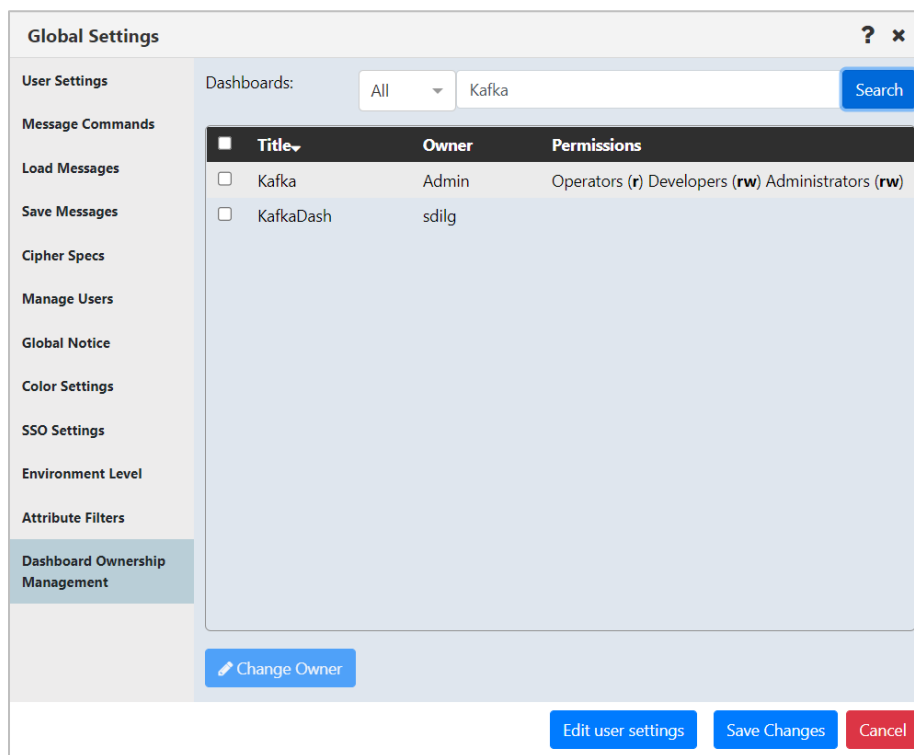 Global Settings ? ×
User Settings
Message Commands
Load Messages
Save Messages
Cipher Specs
Manage Users
Global Notice
Color Settings
SSO Settings
Environment Level
Attribute Filters
Dashboard Ownership
Management
Dashboards: All Kafka Search
Title Owner Permissions
Kafka Admin Operators (r) Developers (rw) Administrators (rw)
KafkaDash sdilg
Change Owner
Edit user settings Save Changes Cancel